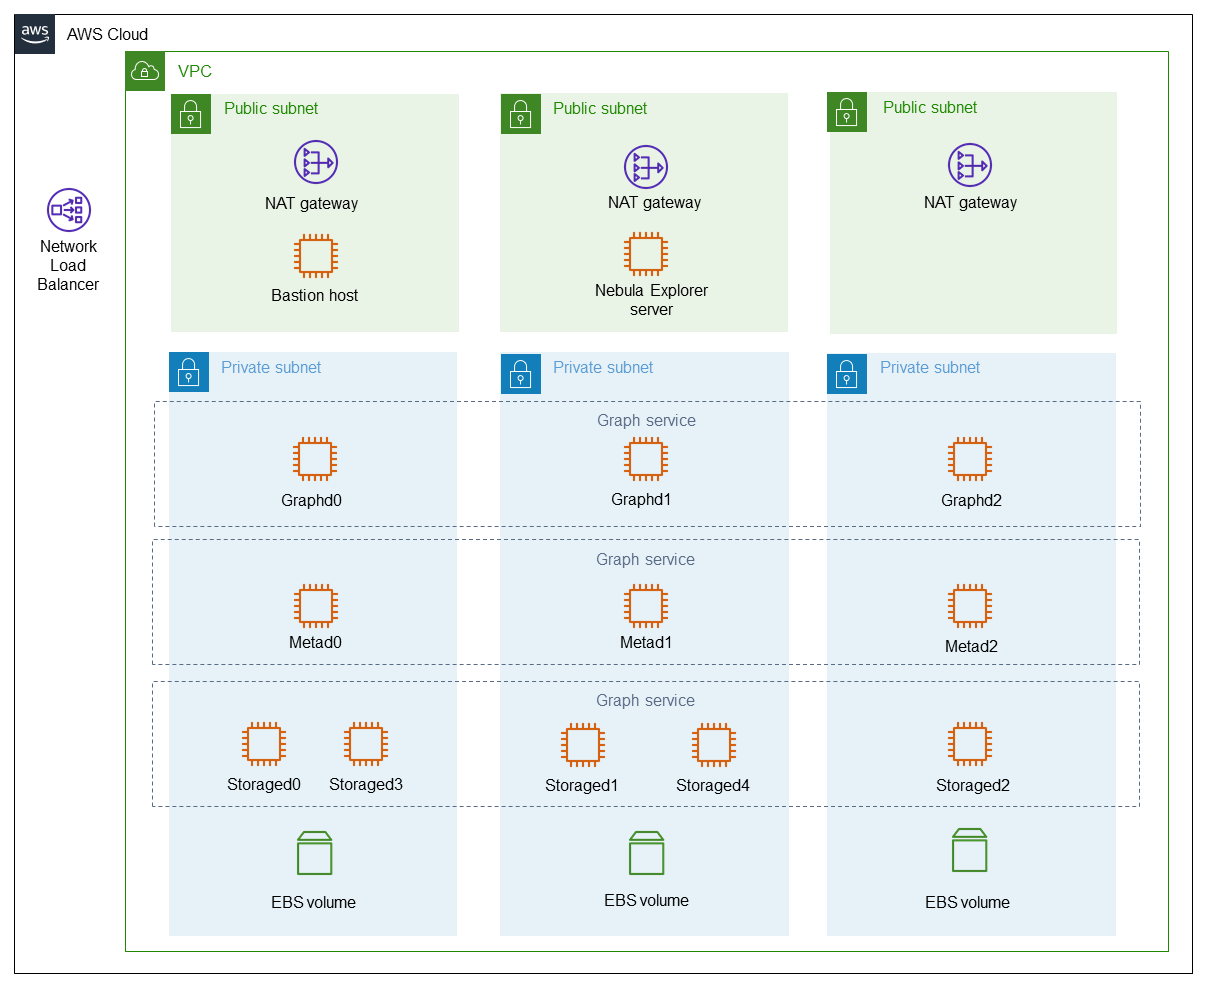 aws
AWS Cloud
VPC
Public subnet
Public subnet
Public subnet
NAT gateway
NAT gateway
NAT gateway
Network
Load
Balancer
Bastion host
Nebula Explorer
server
Private subnet
Private subnet
Private subnet
Graph service
Graphd0
Graphd1
Graphd2
Graph service
Metad0
Metad1
Metad2
Graph service
Storaged0
Storaged3
Storaged1
Storaged4
Storaged2
EBS volume
EBS volume
EBS volume